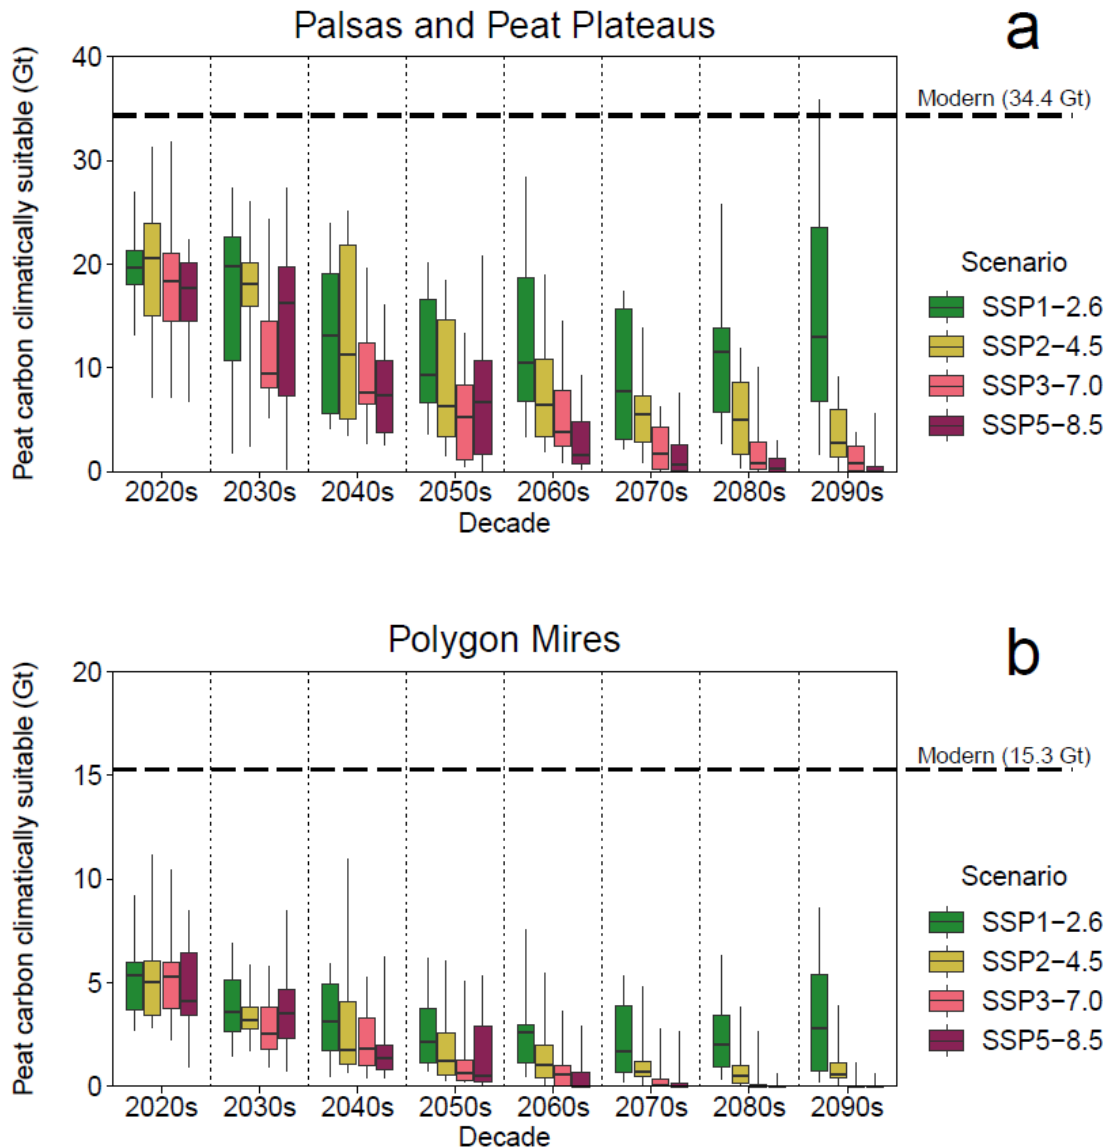 Palsas and Peat Plateaus
a
Peat carbon climatically suitable (Gt)
40
30
20
10
0
Modern (34.4 Gt)
2020s 2030s 2040s 2050s 2060s 2070s 2080s 2090s
Decade
Scenario
SSP1−2.6
SSP2−4.5
SSP3−7.0
SSP5−8.5
Polygon Mires
b
Peat carbon climatically suitable (Gt)
20
15
10
5
0
Modern (15.3 Gt)
2020s 2030s 2040s 2050s 2060s 2070s 2080s 2090s
Decade
Scenario
SSP1−2.6
SSP2−4.5
SSP3−7.0
SSP5−8.5